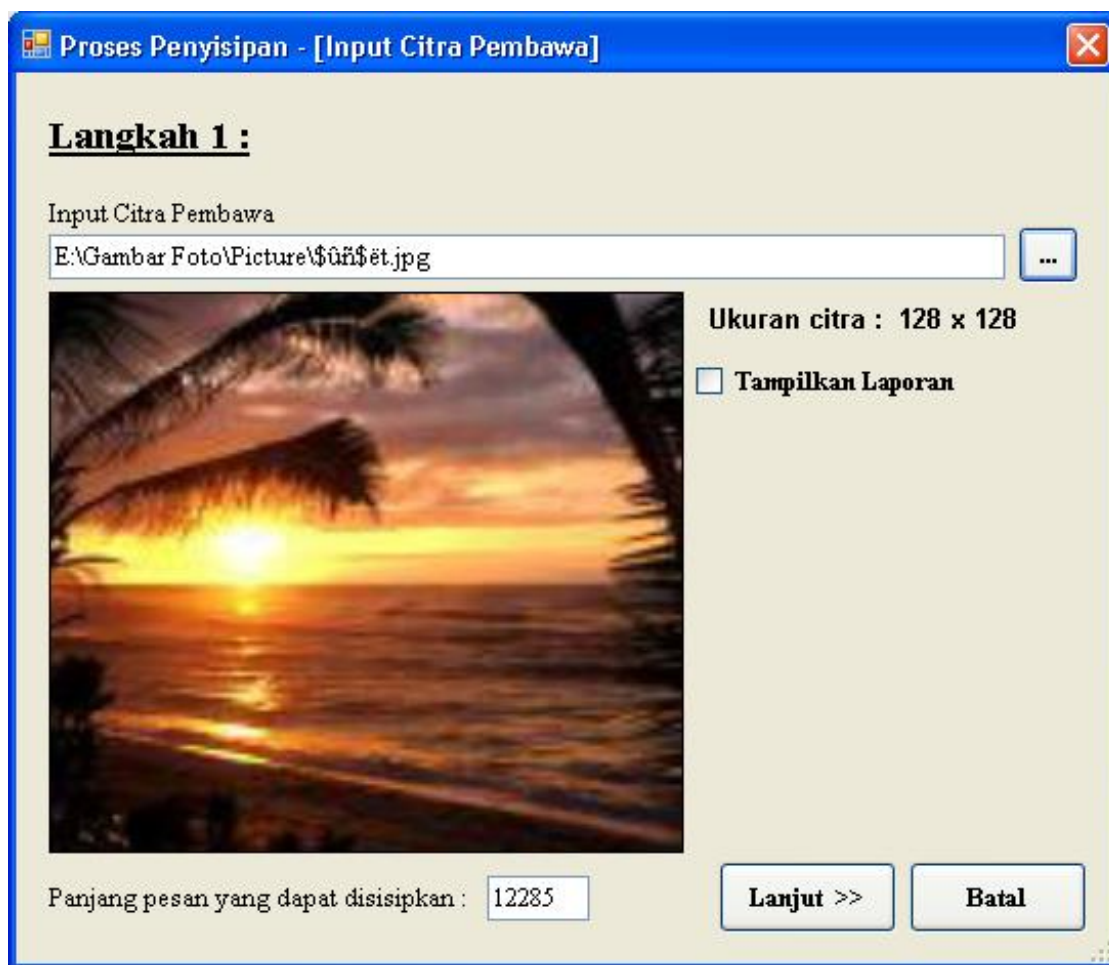 Proses Penyisipan - [Input Citra Pembawa]
Langkah 1 :
Input Citra Pembawa
E:\Gambar Foto\Picture\$ûñ$ët.jpg
...
Ukuran citra : 128 x 128
Tampilkan Laporan
Panjang pesan yang dapat disisipkan : 12285
Lanjut >>
Batal